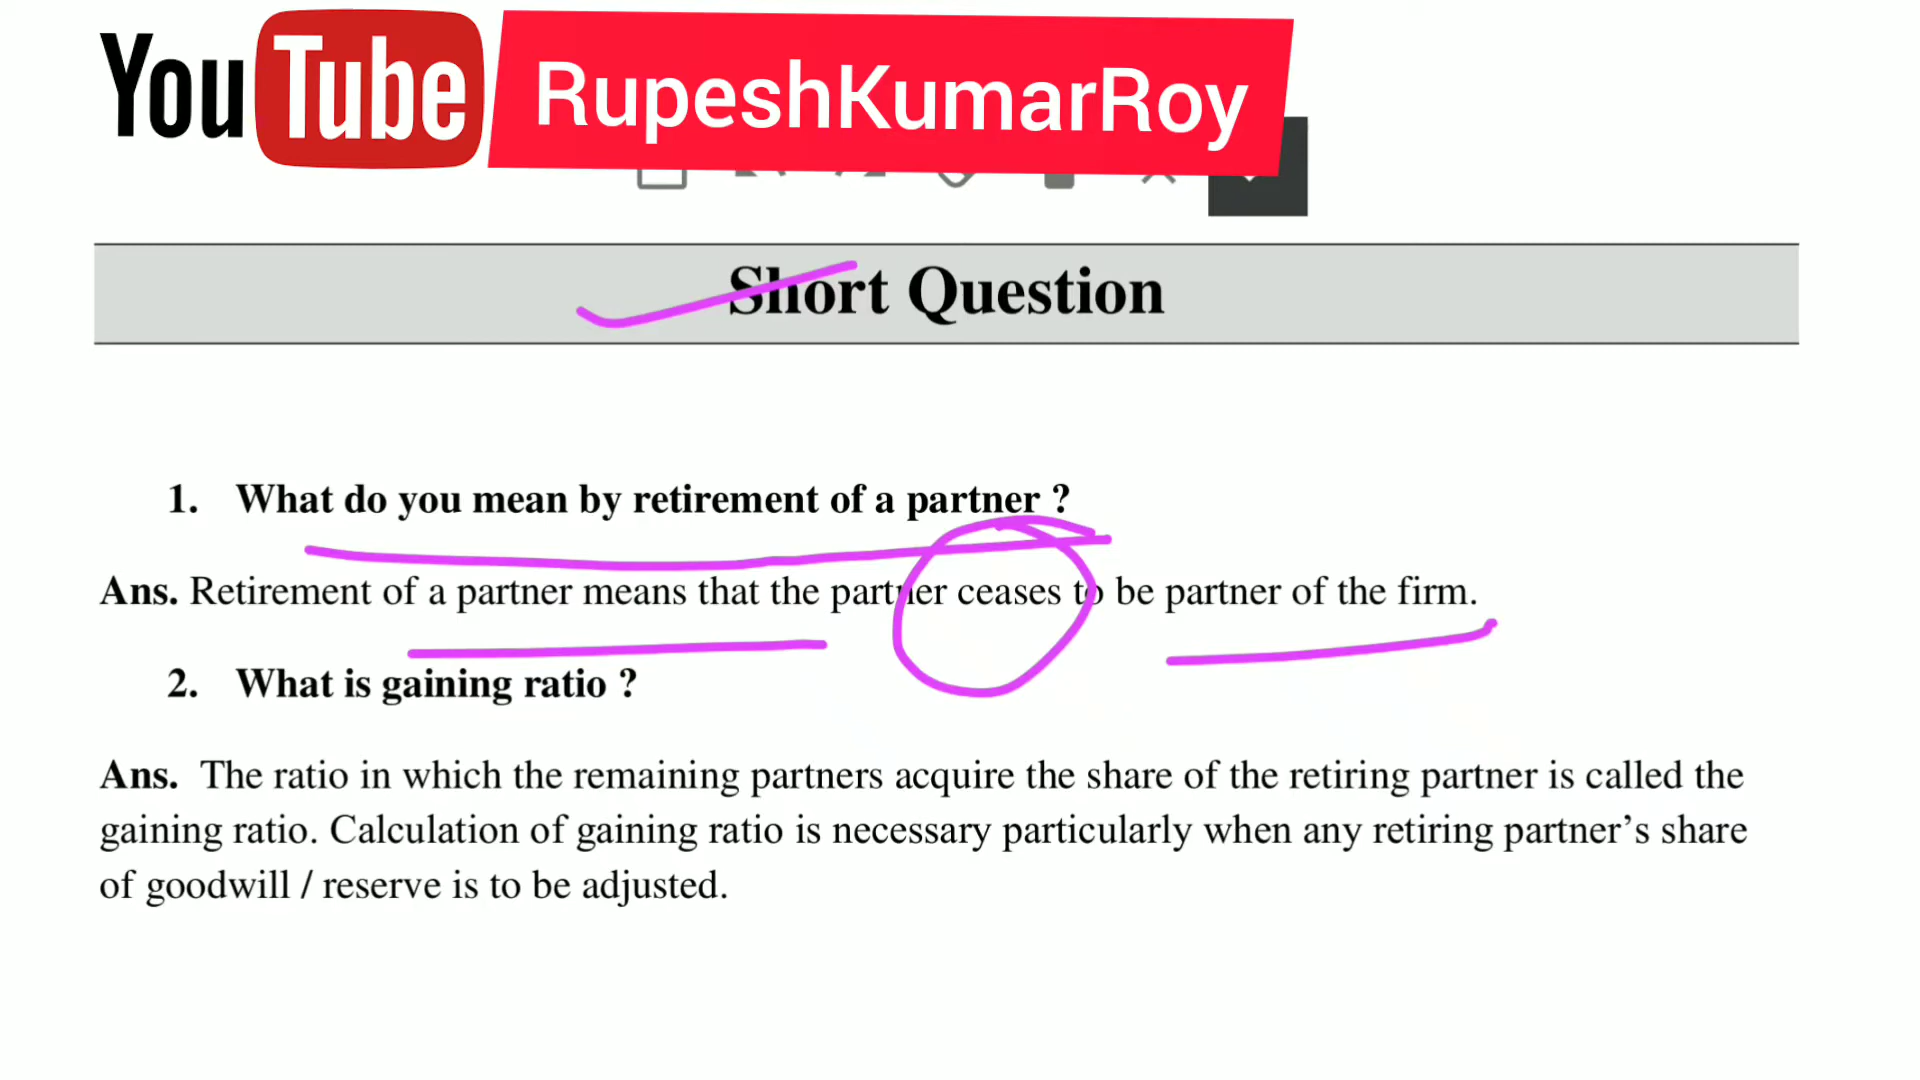 YouTube RupeshKumarRoy
Short Question
1. What do you mean by retirement of a partner ?
Ans. Retirement of a partner means that the partner ceases to be partner of the firm.
2. What is gaining ratio ?
Ans. The ratio in which the remaining partners acquire the share of the retiring partner is called the
gaining ratio. Calculation of gaining ratio is necessary particularly when any retiring partner’s share
of goodwill / reserve is to be adjusted.